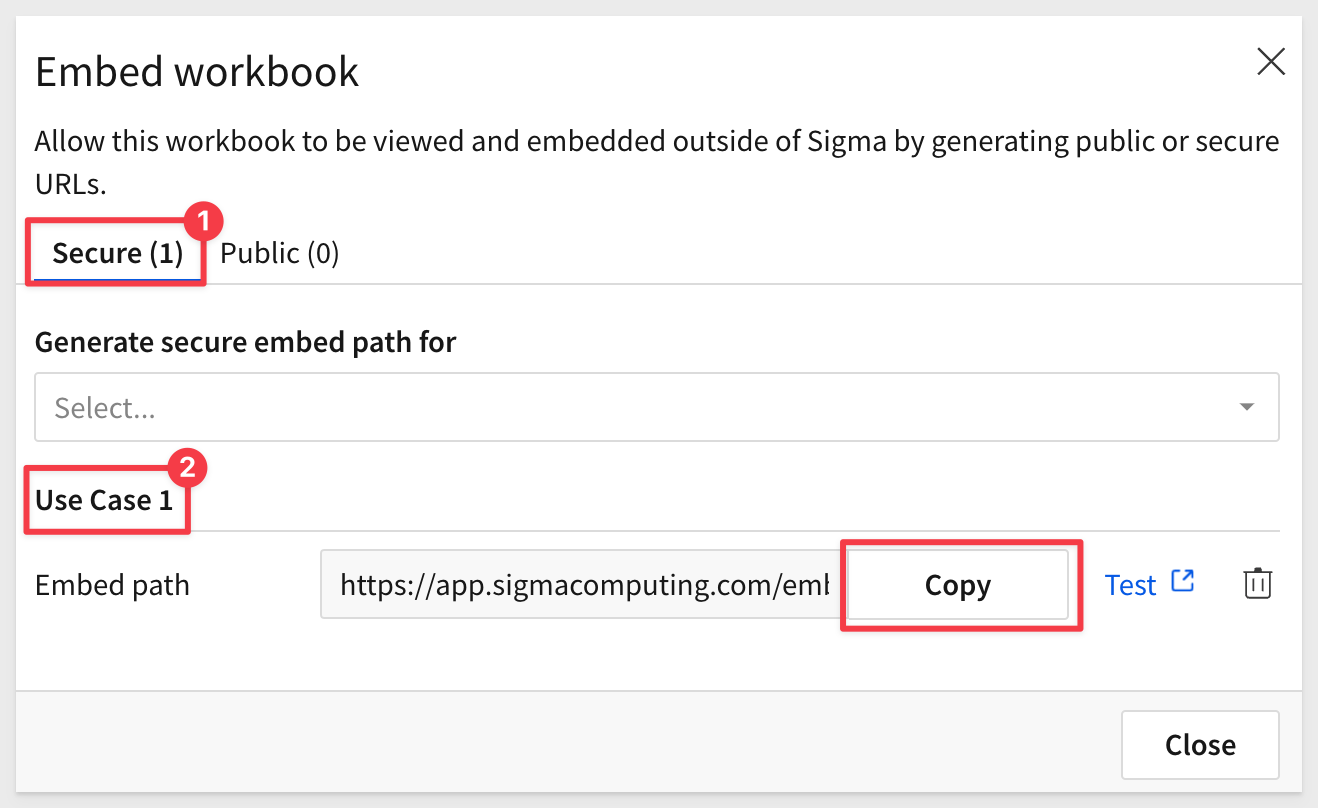 Embed workbook
Allow this workbook to be viewed and embedded outside of Sigma by generating public or secure
URLs.
1
Secure (1) Public (0)
Generate secure embed path for
Select...
2
Use Case 1
Embed path https://app.sigmacomputing.com/emb Copy Test
Close